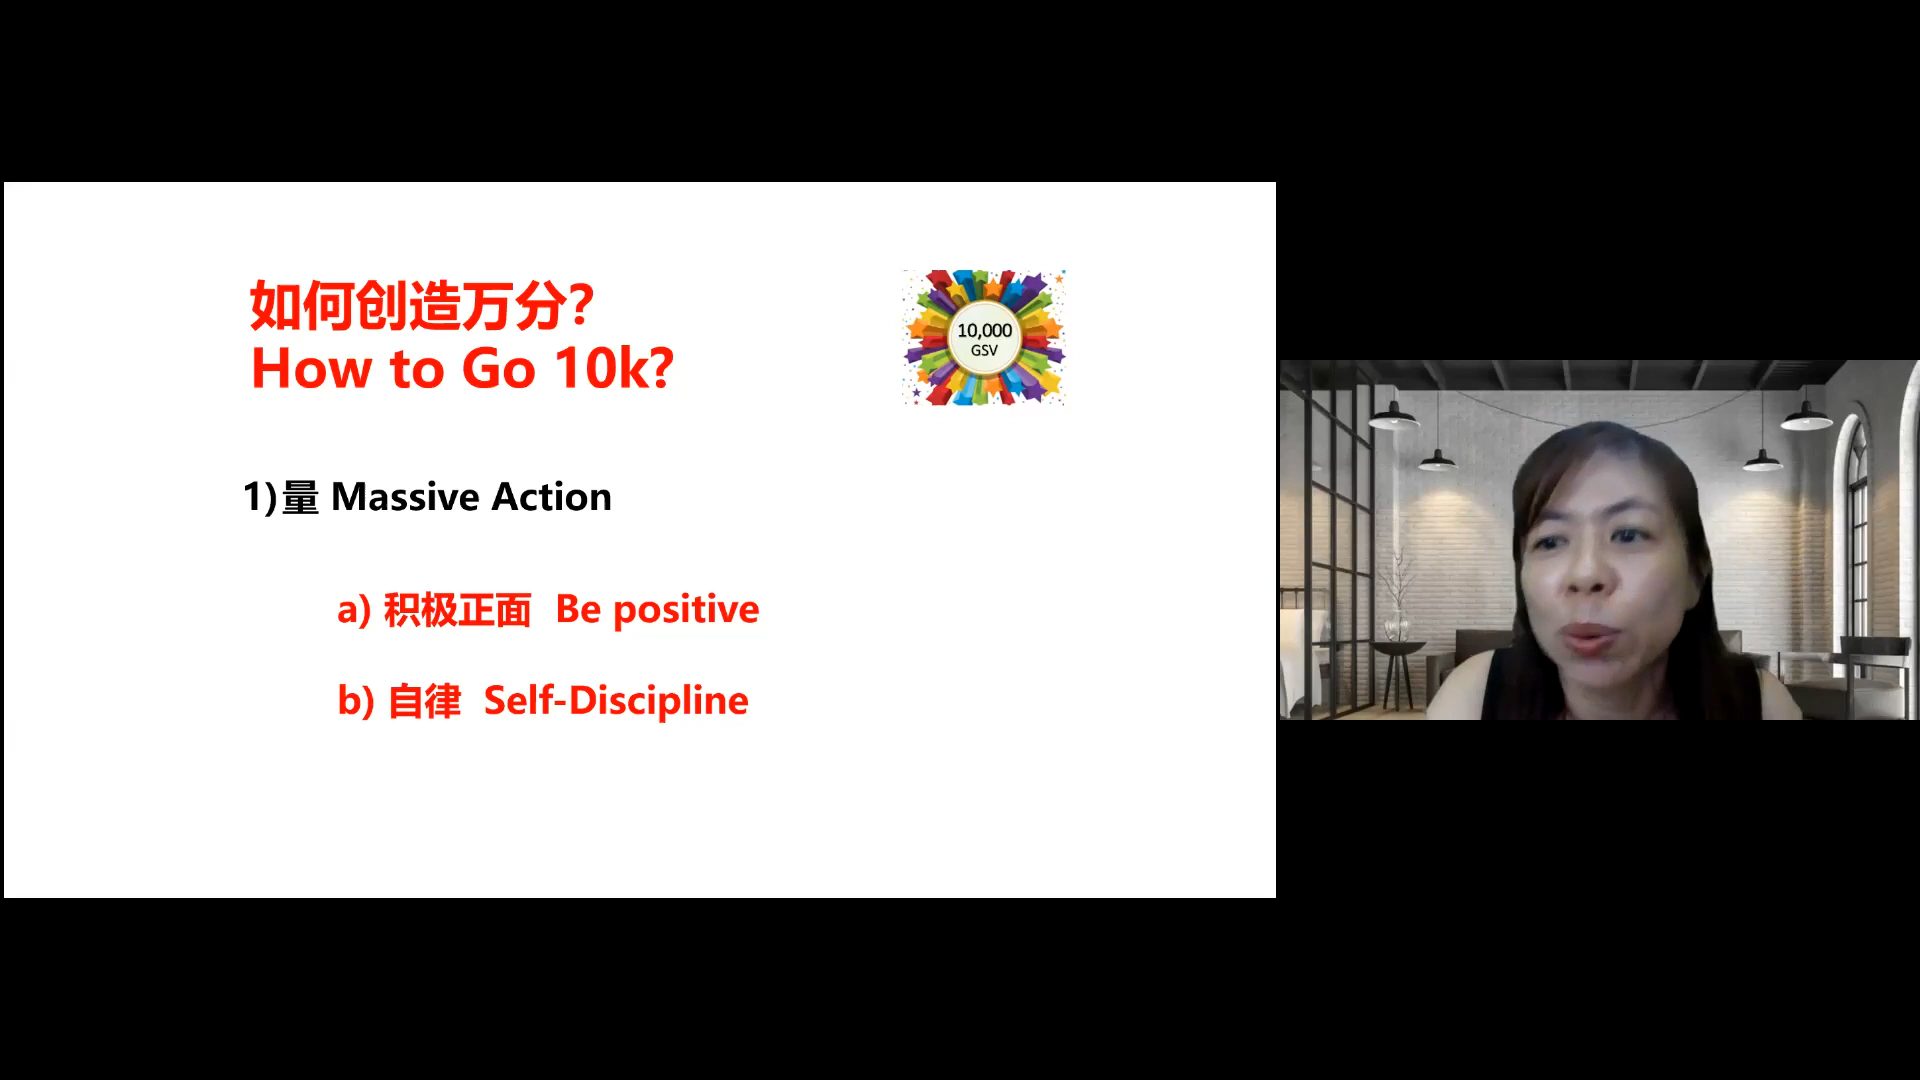 如何创造万分?
How to Go 10k?
10,000
GSV
1)量 Massive Action
a) 积极正面 Be positive
b) 自律 Self-Discipline